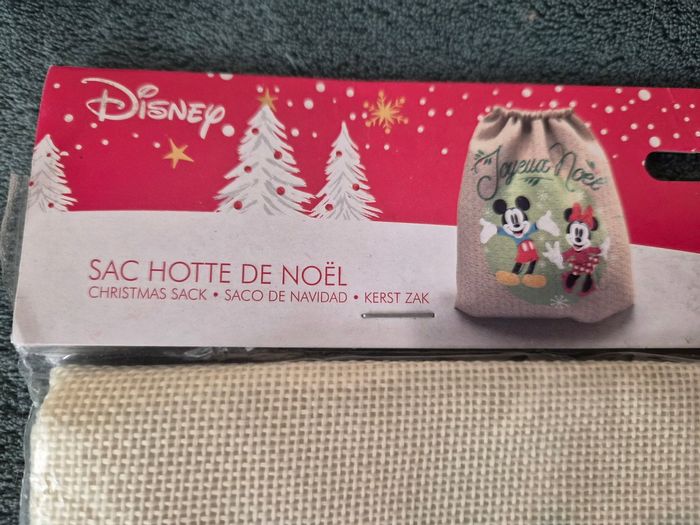 Disney
Joyeux Noël
SAC HOTTE DE NOËL
CHRISTMAS SACK • SACO DE NAVIDAD • KERST ZAK